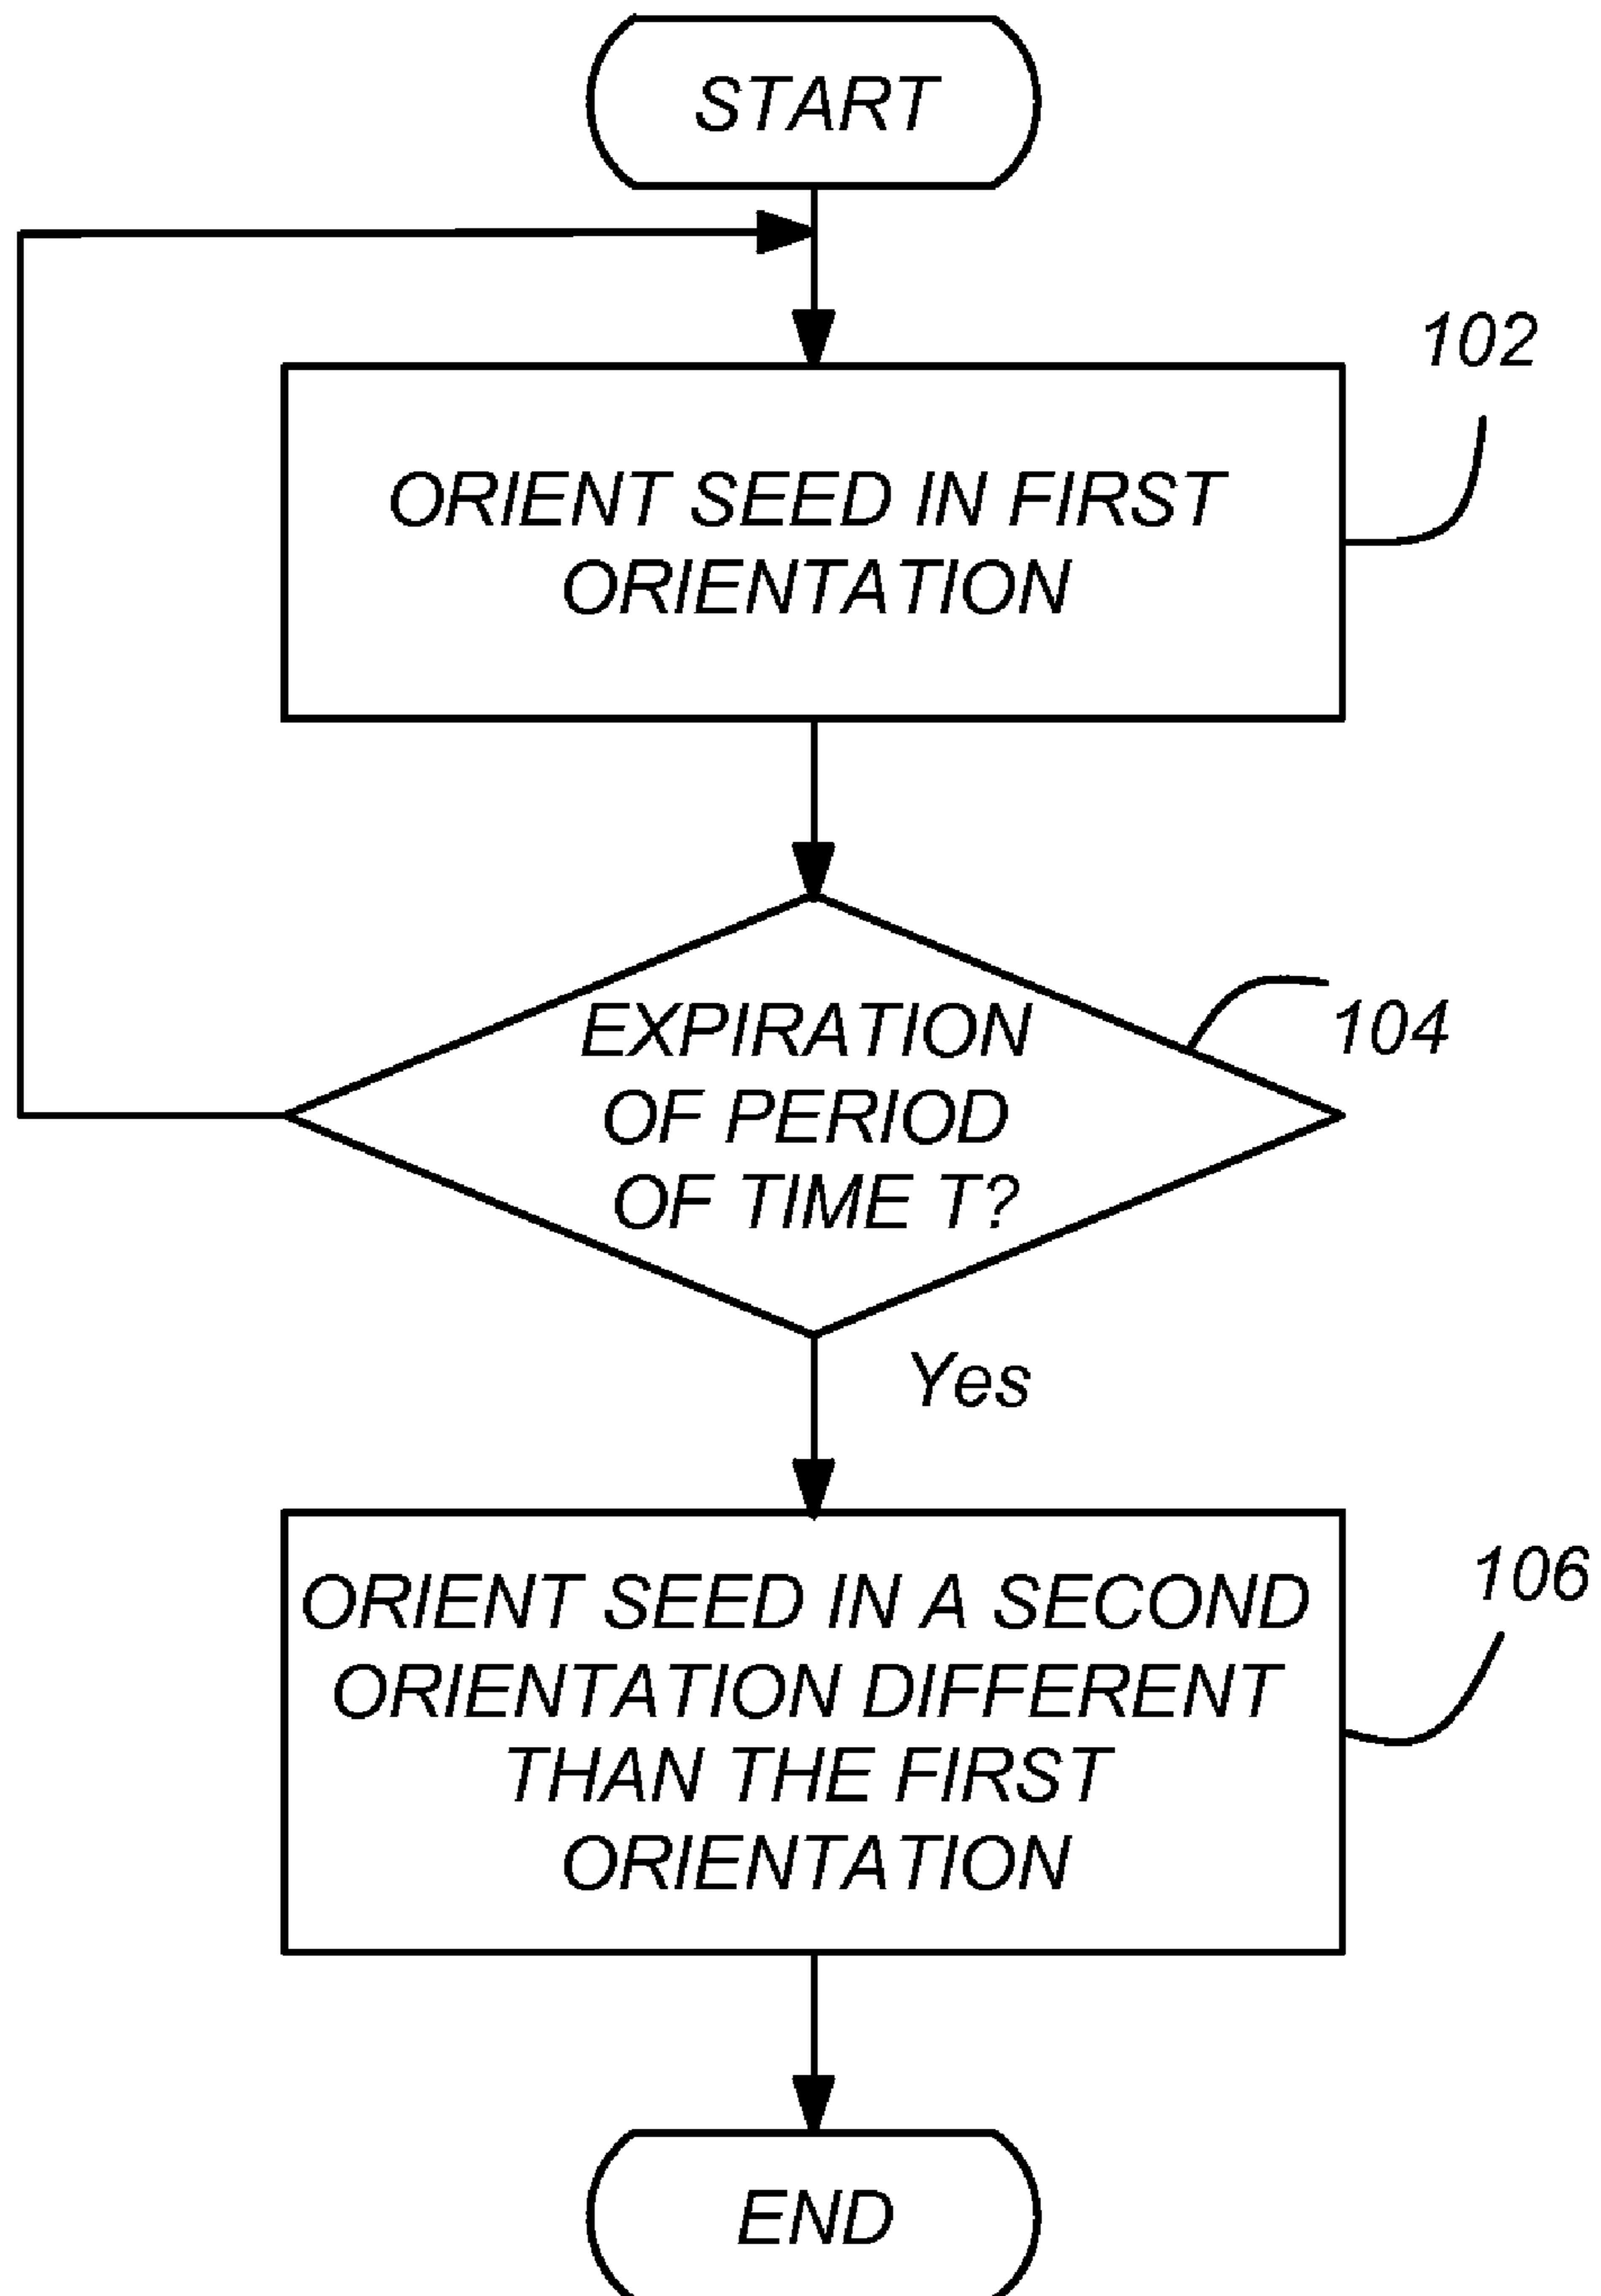 START
102
ORIENT SEED IN FIRST
ORIENTATION
EXPIRATION
OF PERIOD
OF TIME T?
104
Yes
106
ORIENT SEED IN A SECOND
ORIENTATION DIFFERENT
THAN THE FIRST
ORIENTATION
END